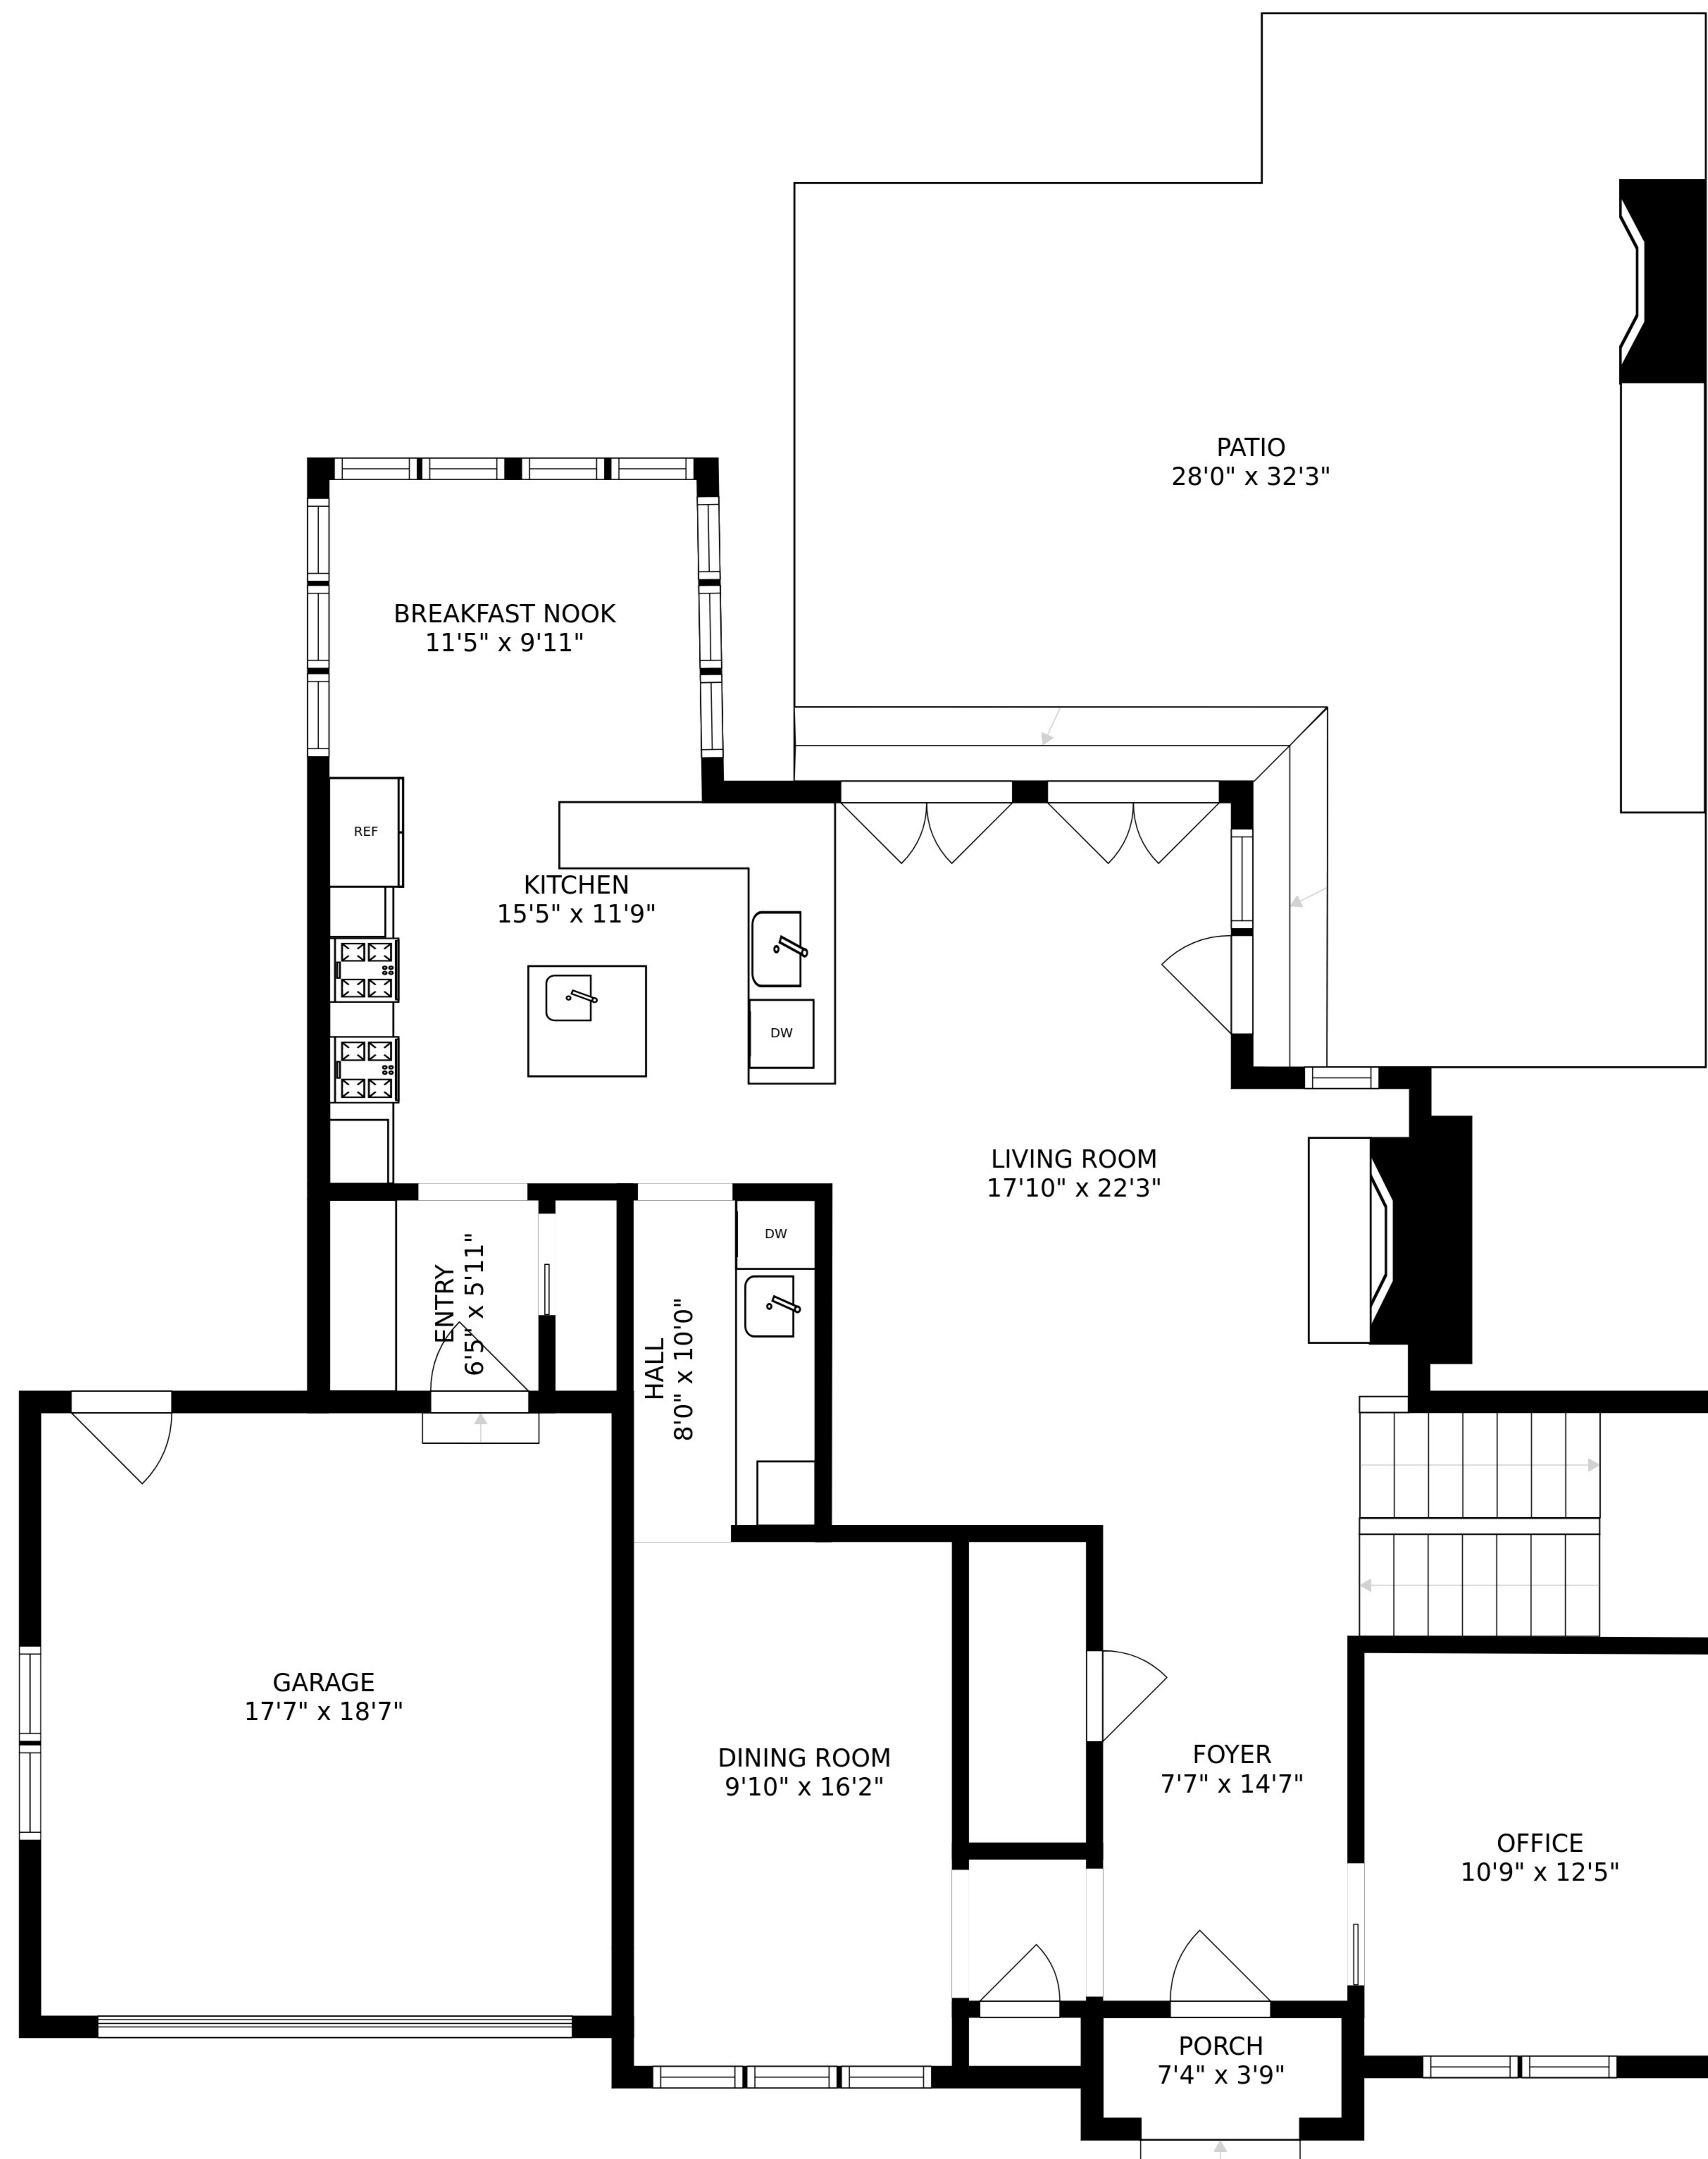 PATIO
28'0" x 32'3"
BREAKFAST NOOK
11'5" x 9'11"
REF
KITCHEN
15'5" x 11'9"
DW
LIVING ROOM
17'10" x 22'3"
DW
ENTRY
6'5" x 5'11"
HALL
8'0" x 10'0"
GARAGE
17'7" x 18'7"
DINING ROOM
9'10" x 16'2"
FOYER
7'7" x 14'7"
OFFICE
10'9" x 12'5"
PORCH
7'4" x 3'9"